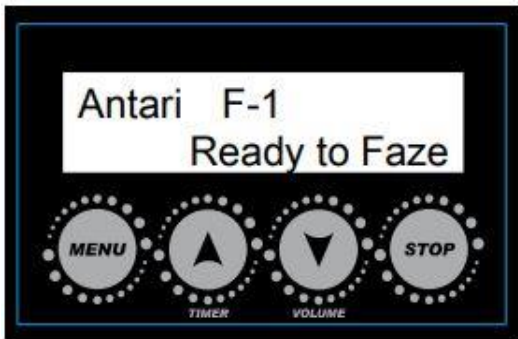 Antari F-1
Ready to Faze
MENU
STOP
TIMER
VOLUME